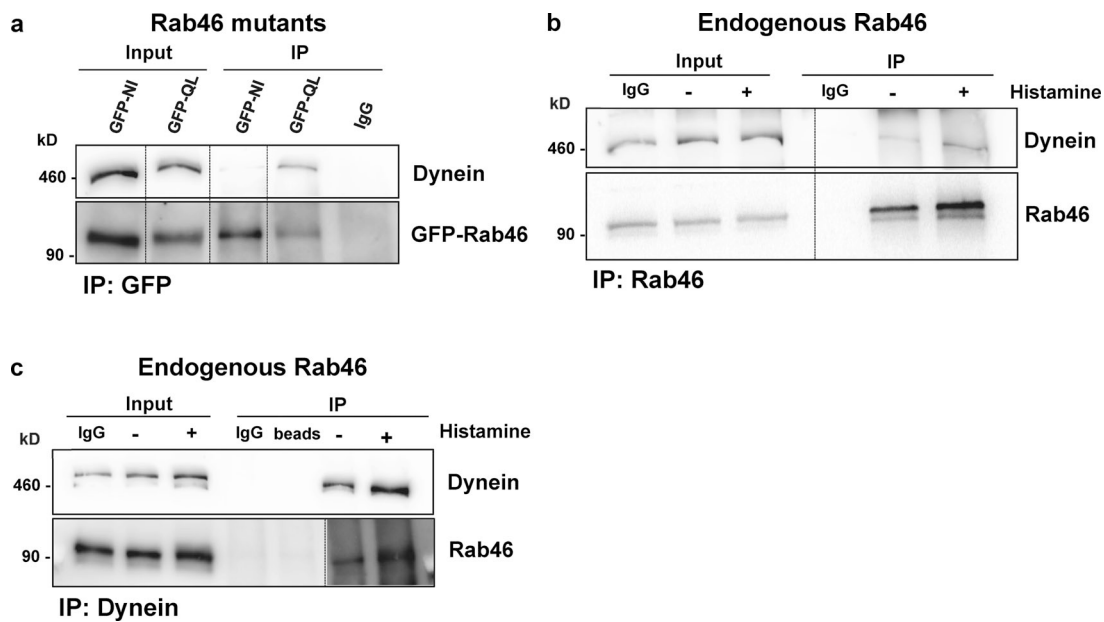 a
Rab46 mutants
Input IP
GFP-NI GFP-QL GFP-NI GFP-QL IgG
kD
460 - Dynein
GFP-Rab46
90 -
IP: GFP
b
Endogenous Rab46
Input IP
kD IgG - + IgG - + Histamine
460 - Dynein
Rab46
90 -
IP: Rab46
c
Endogenous Rab46
Input IP
kD IgG - + IgG beads - + Histamine
460 - Dynein
90 - Rab46
IP: Dynein